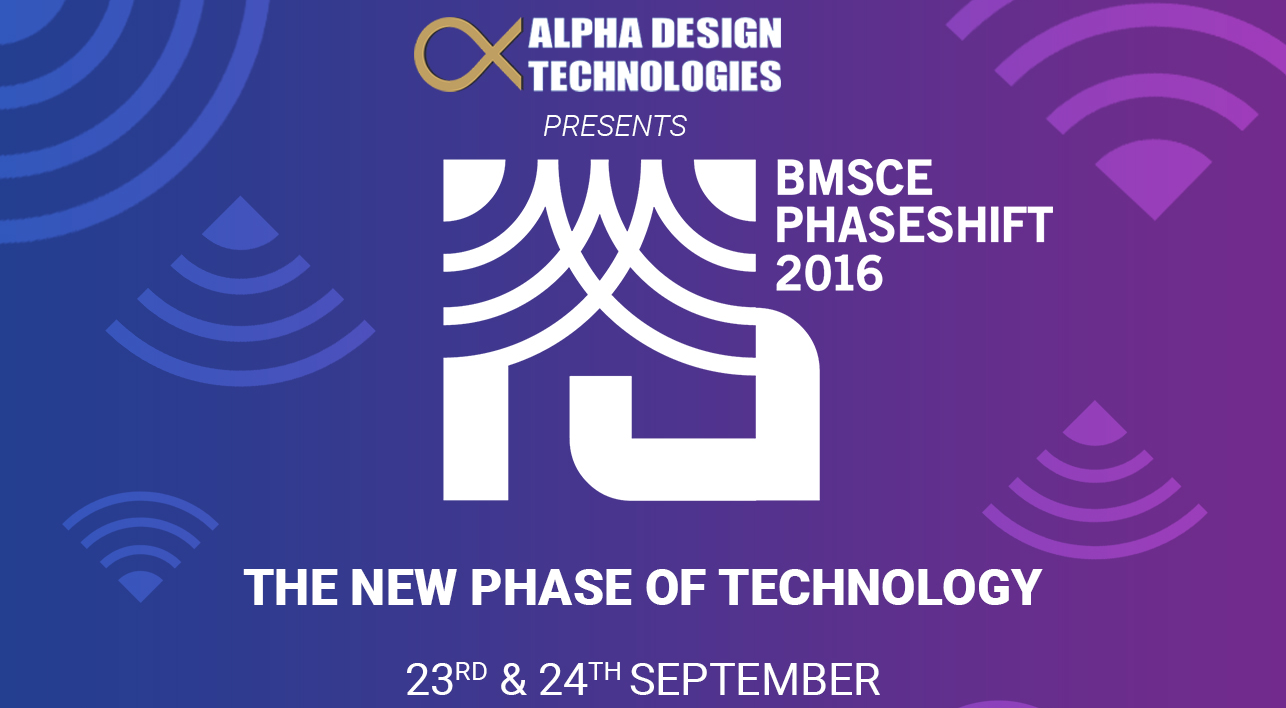 ALPHA DESIGN
TECHNOLOGIES
PRESENTS
BMSCE
PHASESHIFT
2016
THE NEW PHASE OF TECHNOLOGY
23RD & 24TH SEPTEMBER